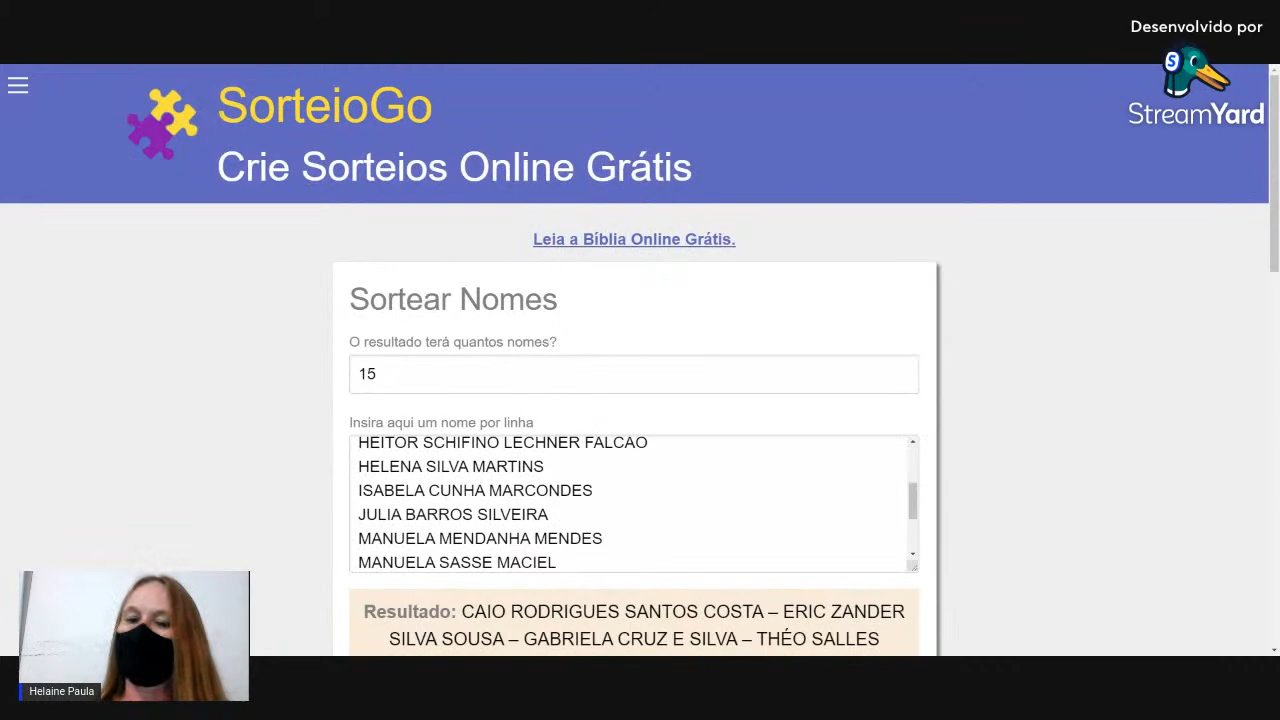 Desenvolvido por
S
StreamYard
SorteioGo
Crie Sorteios Online Grátis
Leia a Bíblia Online Grátis.
Sortear Nomes
O resultado terá quantos nomes?
15
Insira aqui um nome por linha
HEITOR SCHIFINO LECHNER FALCAO
HELENA SILVA MARTINS
ISABELA CUNHA MARCONDES
JULIA BARROS SILVEIRA
MANUELA MENDANHA MENDES
MANUELA SASSE MACIEL
Resultado: CAIO RODRIGUES SANTOS COSTA – ERIC ZANDER
SILVA SOUSA – GABRIELA CRUZ E SILVA – THÉO SALLES
Helaine Paula